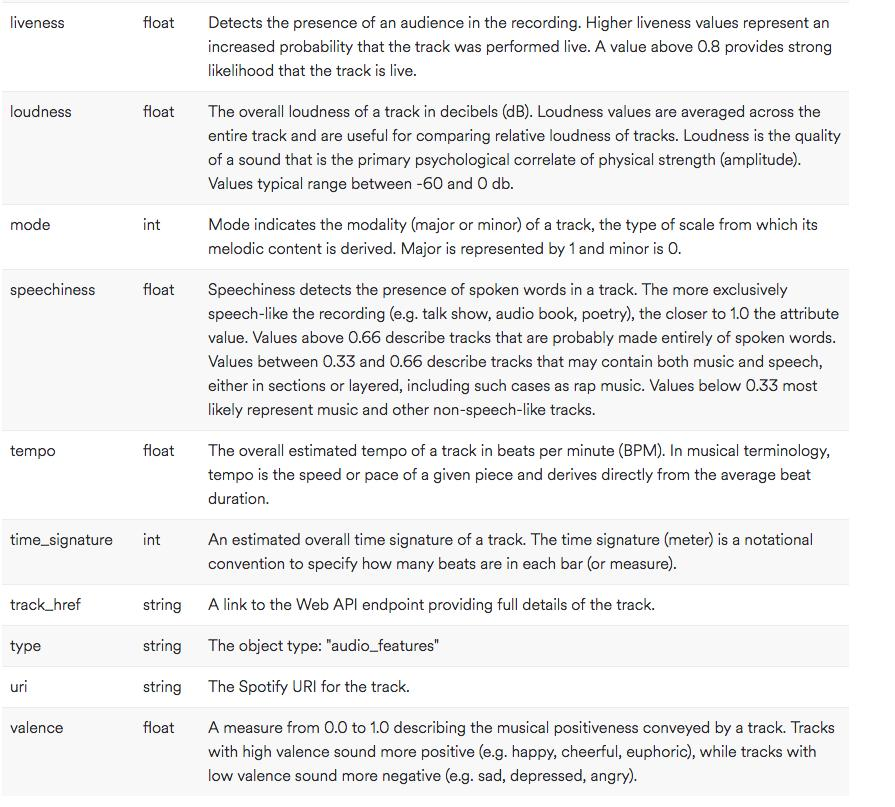 liveness float Detects the presence of an audience in the recording. Higher liveness values represent an
increased probability that the track was performed live. A value above 0.8 provides strong
likelihood that the track is live.
loudness float The overall loudness of a track in decibels (dB). Loudness values are averaged across the
entire track and are useful for comparing relative loudness of tracks. Loudness is the quality
of a sound that is the primary psychological correlate of physical strength (amplitude).
Values typical range between -60 and 0 db.
mode int Mode indicates the modality (major or minor) of a track, the type of scale from which its
melodic content is derived. Major is represented by 1 and minor is 0.
speechiness float Speechiness detects the presence of spoken words in a track. The more exclusively
speech-like the recording (e.g. talk show, audio book, poetry), the closer to 1.0 the attribute
value. Values above 0.66 describe tracks that are probably made entirely of spoken words.
Values between 0.33 and 0.66 describe tracks that may contain both music and speech,
either in sections or layered, including such cases as rap music. Values below 0.33 most
likely represent music and other non-speech-like tracks.
tempo float The overall estimated tempo of a track in beats per minute (BPM). In musical terminology,
tempo is the speed or pace of a given piece and derives directly from the average beat
duration.
time_signature int An estimated overall time signature of a track. The time signature (meter) is a notational
convention to specify how many beats are in each bar (or measure).
track_href string A link to the Web API endpoint providing full details of the track.
type string The object type: "audio_features"
uri string The Spotify URI for the track.
valence float A measure from 0.0 to 1.0 describing the musical positiveness conveyed by a track. Tracks
with high valence sound more positive (e.g. happy, cheerful, euphoric), while tracks with
low valence sound more negative (e.g. sad, depressed, angry).